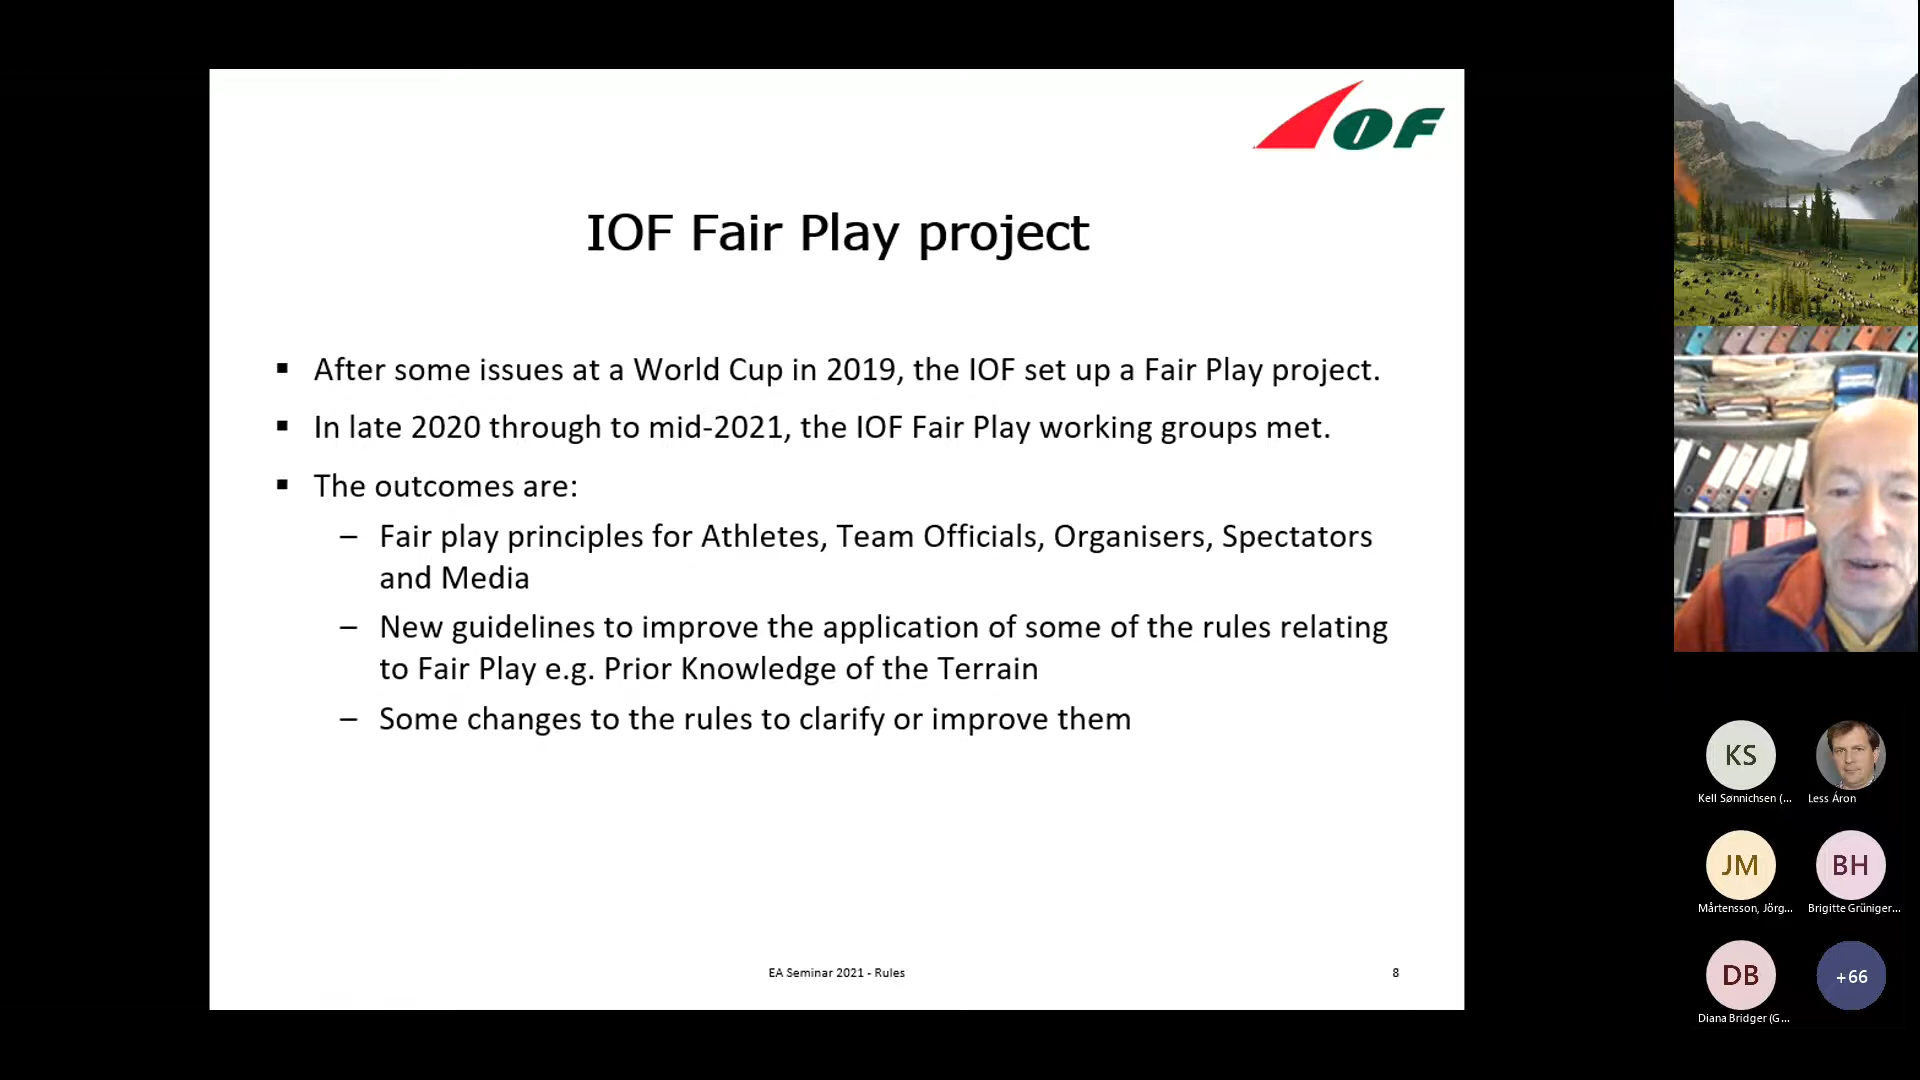 IOF
IOF Fair Play project
▪ After some issues at a World Cup in 2019, the IOF set up a Fair Play project.
▪ In late 2020 through to mid-2021, the IOF Fair Play working groups met.
▪ The outcomes are:
– Fair play principles for Athletes, Team Officials, Organisers, Spectators
and Media
– New guidelines to improve the application of some of the rules relating
to Fair Play e.g. Prior Knowledge of the Terrain
– Some changes to the rules to clarify or improve them
EA Seminar 2021 - Rules
8
KS
Kell Sønnichsen (...
Less Áron
JM
Mårtensson, Jörg...
BH
Brigitte Grüniger...
DB
Diana Bridger (G...
+66